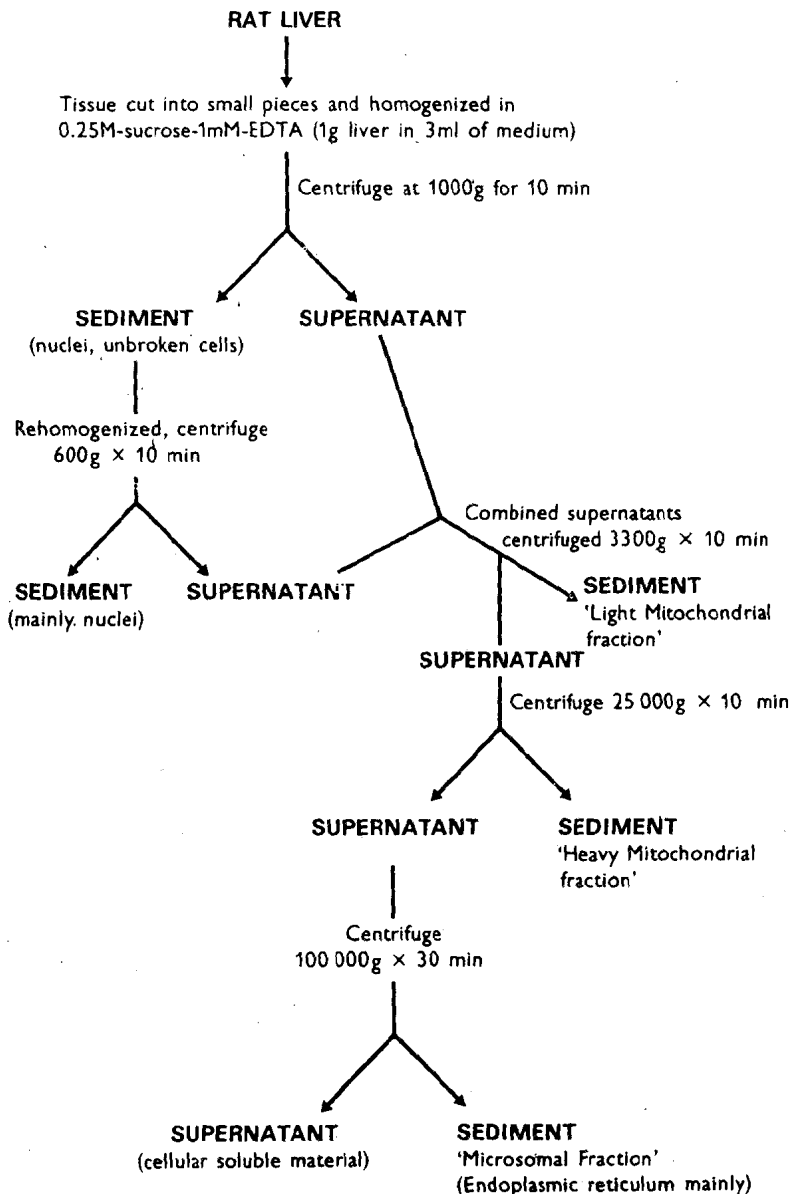 RAT LIVER
Tissue cut into small pieces and homogenized in
0.25M-sucrose-1mM-EDTA (1g liver in 3ml of medium)
Centrifuge at 1000g for 10 min
SEDIMENT
(nuclei, unbroken cells)
SUPERNATANT
Rehomogenized, centrifuge
600g × 10 min
Combined supernatants
centrifuged 3300g × 10 min
SEDIMENT
(mainly. nuclei)
SUPERNATANT
SEDIMENT
'Light Mitochondrial
fraction'
SUPERNATANT
Centrifuge 25 000g × 10 min
SUPERNATANT
SEDIMENT
'Heavy Mitochondrial
fraction'
Centrifuge
100 000g × 30 min
SUPERNATANT
(cellular soluble material)
SEDIMENT
'Microsomal Fraction'
(Endoplasmic reticulum mainly)